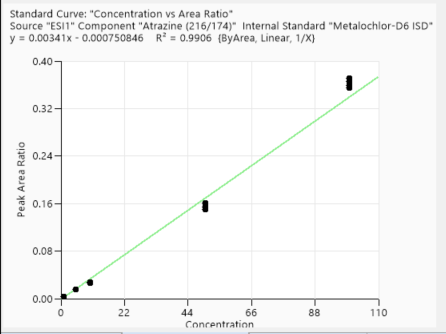 Standard Curve: "Concentration vs Area Ratio"
Source "ESI1" Component "Atrazine (216/174)" Internal Standard "Metalochlor-D6 ISD"
y = 0.00341x - 0.000750846 R² = 0.9906 {ByArea, Linear, 1/X}
0.40
0.32
0.24
Peak Area Ratio
0.16
0.08
0.00
0 22 44 66 88 110
Concentration